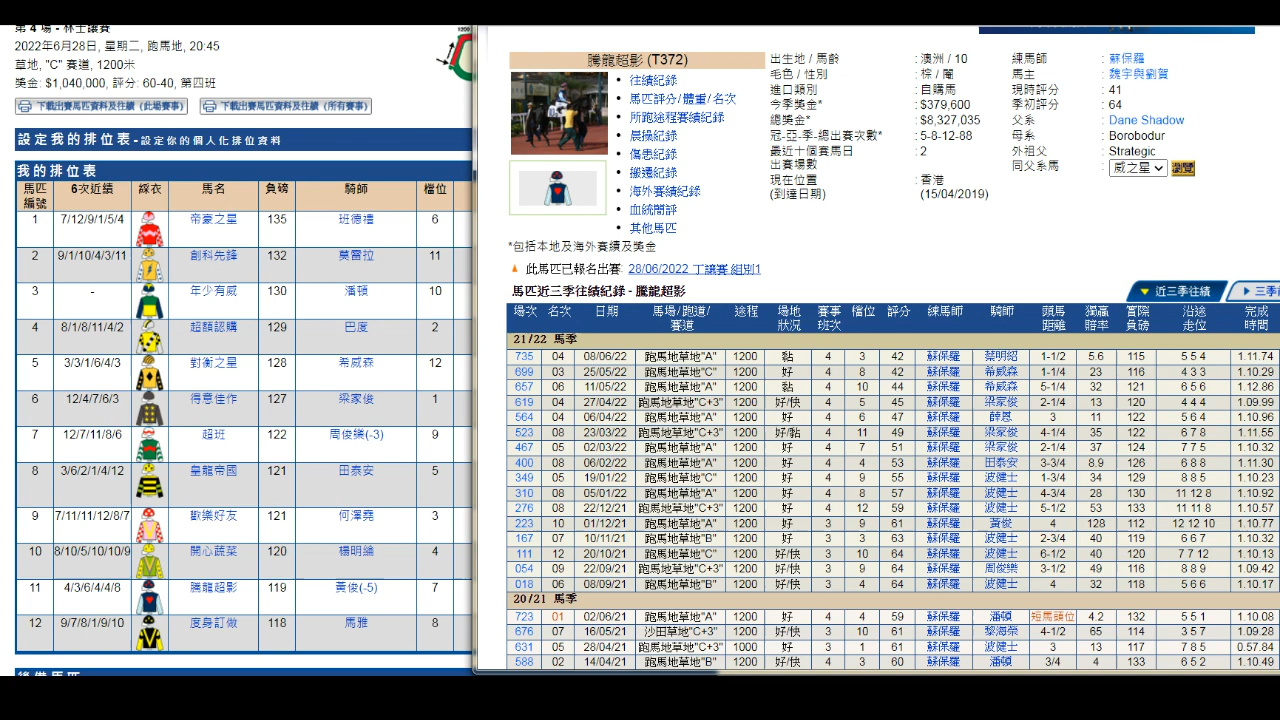 第 4 場 - 林士讓賽
2022年6月28日, 星期二, 跑馬地, 20:45
草地, "C" 賽道, 1200米
獎金: $1,040,000, 評分: 60-40, 第四班
下載出賽馬匹資料及往績 (此場賽事) 下載出賽馬匹資料及往績 (所有賽事)
設定我的排位表-設定你的個人化排位資料
我的排位表
馬匹編號 6次近績 綵衣 馬名 負磅 騎師 檔位
1 7/12/9/1/5/4 帝豪之星 135 班德禮 6
2 9/1/10/4/3/11 創科先鋒 132 莫雷拉 11
3 - 年少有威 130 潘頓 10
4 8/1/8/11/4/2 超額認購 129 巴度 2
5 3/3/1/6/4/3 對衡之星 128 希威森 12
6 12/4/7/6/3 得意佳作 127 梁家俊 1
7 12/7/11/8/6 超班 122 周俊樂(-3) 9
8 3/6/2/1/4/12 皇龍帝國 121 田泰安 5
9 7/11/11/12/8/7 歡樂好友 121 何澤堯 3
10 8/10/5/10/10/9 開心蔬菜 120 楊明綸 4
11 4/3/6/4/4/8 騰龍超影 119 黃俊(-5) 7
12 9/7/8/1/9/10 度身訂做 118 馬雅 8
騰龍超影 (T372)
往績紀錄
馬匹評分/體重/名次
所跑途程賽績紀錄
晨操紀錄
傷患紀錄
搬遷紀錄
海外賽績紀錄
血統簡評
其他馬匹
出生地 / 馬齡 : 澳洲 / 10
毛色 / 性別 : 棕 / 閹
進口類別 : 自購馬
今季獎金* : $379,600
總獎金* : $8,327,035
冠-亞-季-總出賽次數* : 5-8-12-88
最近十個賽馬日出賽場數 : 2
現在位置 (到達日期) : 香港 (15/04/2019)
練馬師 : 蘇保羅
馬主 : 魏宇與劉賀
現時評分 : 41
季初評分 : 64
父系 : Dane Shadow
母系 : Borobodur
外祖父 : Strategic
同父系馬 : 威之星 瀏覽
*包括本地及海外賽績及獎金
此馬匹已報名出賽: 28/06/2022 丁讓賽 組別1
馬匹近三季往績紀錄 - 騰龍超影
近三季往績
場次 名次 日期 馬場/跑道/賽道 途程 場地狀況 賽事班次 檔位 評分 練馬師 騎師 頭馬距離 獨贏賠率 實際負磅 沿途走位 完成時間
21/22 馬季
735 04 08/06/22 跑馬地草地"A" 1200 黏 4 3 42 蘇保羅 蔡明紹 1-1/2 5.6 115 5 5 4 1.11.74
699 03 25/05/22 跑馬地草地"C" 1200 好 4 8 42 蘇保羅 希威森 1-1/4 23 116 4 3 3 1.10.29
657 06 11/05/22 跑馬地草地"A" 1200 黏 4 10 44 蘇保羅 希威森 5-1/4 32 121 6 5 6 1.12.86
619 04 27/04/22 跑馬地草地"C+3" 1200 好/快 4 5 45 蘇保羅 梁家俊 2-1/4 13 120 4 4 4 1.09.99
564 04 06/04/22 跑馬地草地"A" 1200 好 4 6 47 蘇保羅 薛恩 3 11 122 5 6 4 1.10.96
523 08 23/03/22 跑馬地草地"C+3" 1200 好/黏 4 11 49 蘇保羅 梁家俊 4-1/4 35 122 6 7 8 1.11.55
467 05 02/03/22 跑馬地草地"A" 1200 好 4 7 51 蘇保羅 梁家俊 2-1/4 37 124 7 7 5 1.10.32
400 08 06/02/22 跑馬地草地"A" 1200 好 4 4 53 蘇保羅 田泰安 3-3/4 8.9 126 6 8 8 1.11.30
349 05 19/01/22 跑馬地草地"C" 1200 好 4 9 55 蘇保羅 波健士 1-3/4 34 129 8 8 5 1.10.23
310 08 05/01/22 跑馬地草地"A" 1200 好 4 8 57 蘇保羅 波健士 4-3/4 28 130 11 12 8 1.10.92
276 08 22/12/21 跑馬地草地"C+3" 1200 好 4 12 59 蘇保羅 波健士 5-1/2 53 133 11 11 8 1.10.57
223 10 01/12/21 跑馬地草地"A" 1200 好 3 9 61 蘇保羅 黃俊 4 128 112 12 12 10 1.10.77
167 07 10/11/21 跑馬地草地"B" 1200 好 3 2 63 蘇保羅 波健士 2-3/4 40 119 6 6 7 1.10.32
111 12 20/10/21 跑馬地草地"C" 1200 好/快 3 10 64 蘇保羅 波健士 6-1/2 40 120 7 7 12 1.10.13
054 09 22/09/21 跑馬地草地"C+3" 1200 好/快 3 9 64 蘇保羅 周俊樂 3-1/2 49 116 8 8 9 1.09.42
018 06 08/09/21 跑馬地草地"B" 1200 好/快 3 4 64 蘇保羅 波健士 4 32 118 5 6 6 1.10.17
20/21 馬季
723 01 02/06/21 跑馬地草地"A" 1200 好 4 4 59 蘇保羅 潘頓 短馬頭位 4.2 132 5 5 1 1.10.08
676 07 16/05/21 沙田草地"C+3" 1200 好/快 3 10 61 蘇保羅 黎海榮 4-1/2 65 114 3 5 7 1.09.28
631 05 28/04/21 跑馬地草地"C+3" 1000 好 3 1 61 蘇保羅 波健士 3 13 117 7 8 5 0.57.84
588 02 14/04/21 跑馬地草地"B" 1200 好/快 4 3 60 蘇保羅 潘頓 3/4 4 133 6 5 2 1.10.49